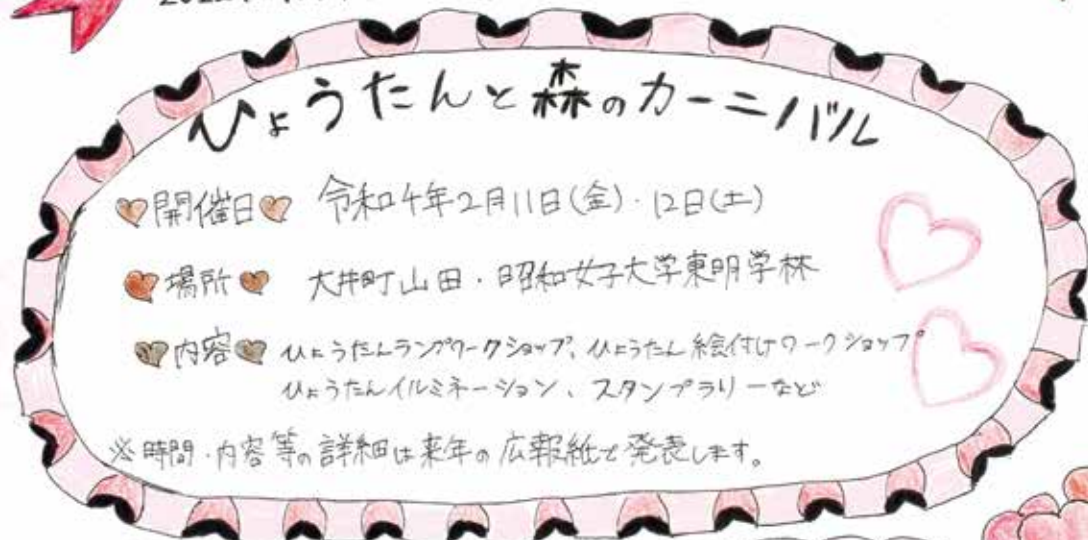 ひょうたんと森のカーニバル
開催日 令和4年2月11日(金)・12日(土)
場所 大井町山田・昭和女子大学東明学林
内容 ひょうたんランプワークショップ、ひょうたん絵付けワークショップ
ひょうたんイルミネーション、スタンプラリーなど
※時間・内容等の詳細は来年の広報紙で発表します。